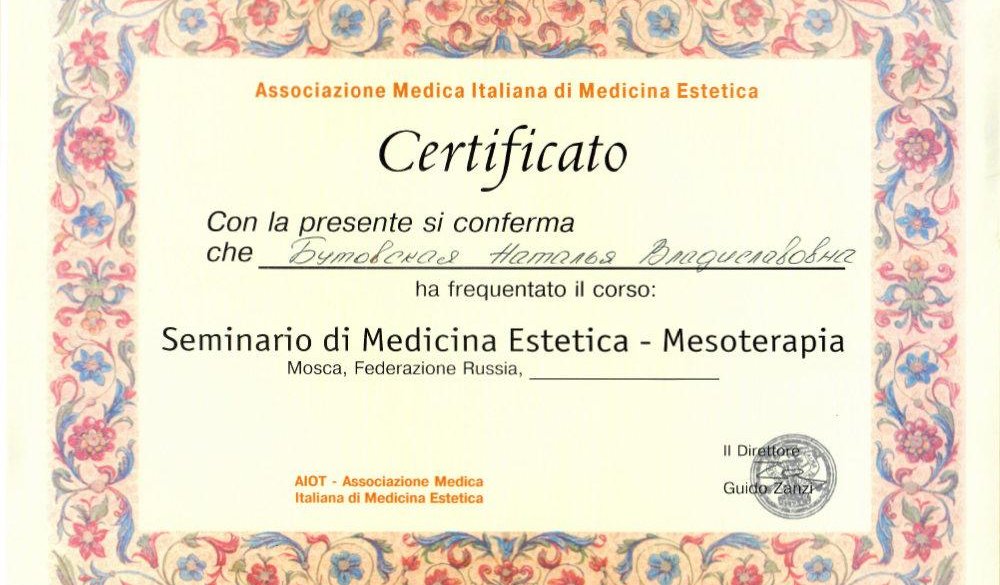 Associazione Medica Italiana di Medicina Estetica
Certificato
Con la presente si conferma
che Бутовская Наталья Владиславовна
ha frequentato il corso:
Seminario di Medicina Estetica - Mesoterapia
Mosca, Federazione Russia,
Il Direttore
AIOT - Associazione Medica
Italiana di Medicina Estetica
Guido Zanzi